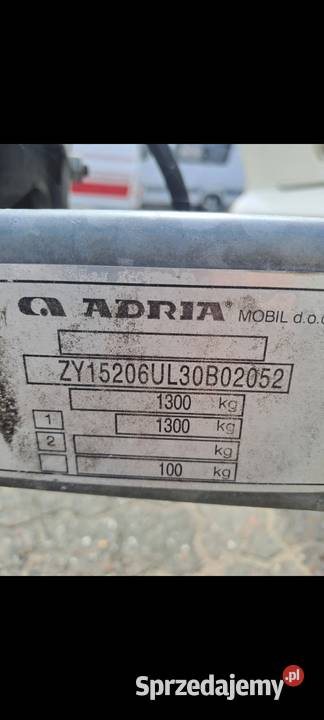 ADRIA MOBIL d.o.o
ZY15206UL30B02052
1300 kg
1 1300 kg
2 kg
100 kg
Sprzedajemy.pl